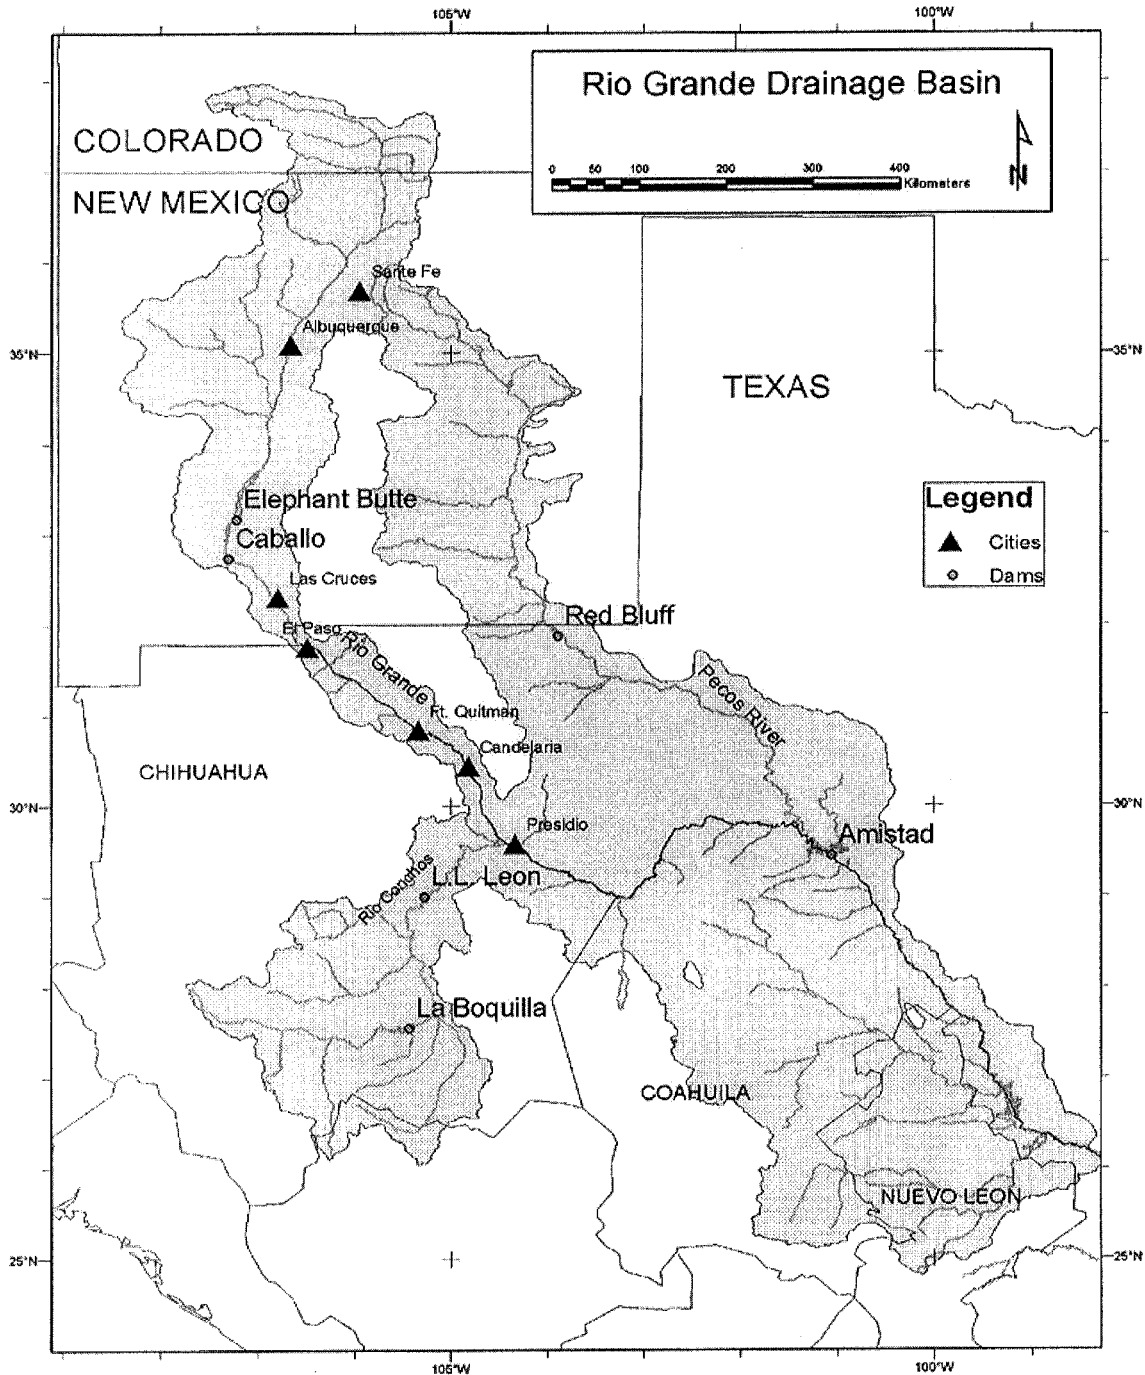 105°W
100°W
Rio Grande Drainage Basin
0 50 100 200 300 400
Kilometers
N
COLORADO
NEW MEXICO
Sante Fe
Albuquerque
35°N
35°N
TEXAS
Elephant Butte
Caballo
Legend
Cities
Dams
Las Cruces
Red Bluff
El Paso
Rio Grande
Pecos River
Ft. Quitman
Candelaria
CHIHUAHUA
30°N
30°N
Presidio
Amistad
L.L. Leon
Rio Conchos
La Boquilla
COAHUILA
NUEVO LEON
25°N
25°N
105°W
100°W